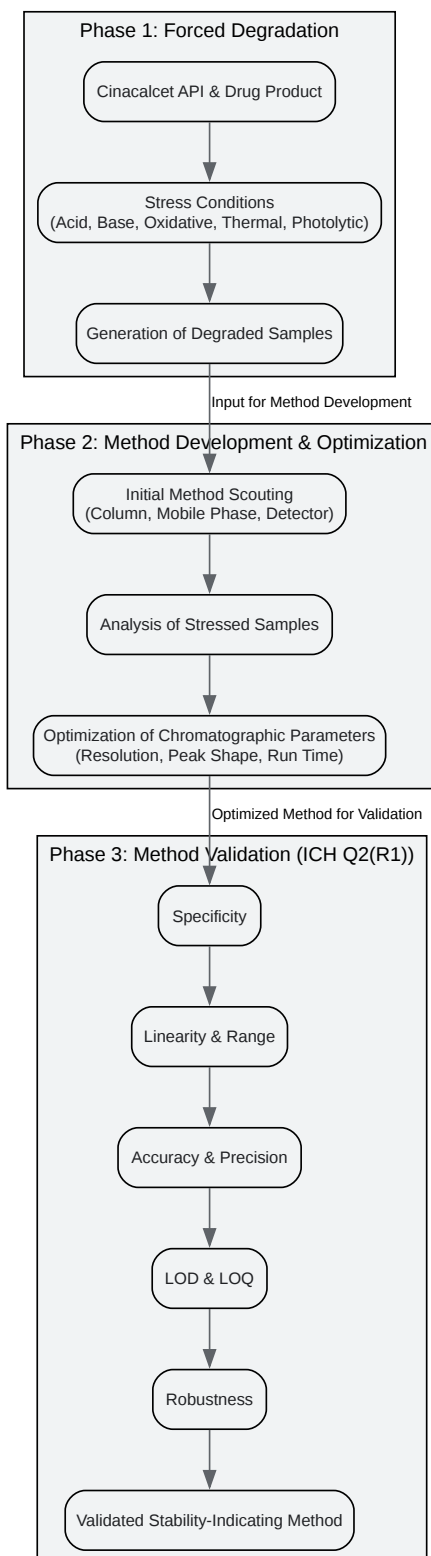 Phase 1: Forced Degradation
Cinacalcet API & Drug Product
Stress Conditions
(Acid, Base, Oxidative, Thermal, Photolytic)
Generation of Degraded Samples
Input for Method Development
Phase 2: Method Development & Optimization
Initial Method Scouting
(Column, Mobile Phase, Detector)
Analysis of Stressed Samples
Optimization of Chromatographic Parameters
(Resolution, Peak Shape, Run Time)
Optimized Method for Validation
Phase 3: Method Validation (ICH Q2(R1))
Specificity
Linearity & Range
Accuracy & Precision
LOD & LOQ
Robustness
Validated Stability-Indicating Method